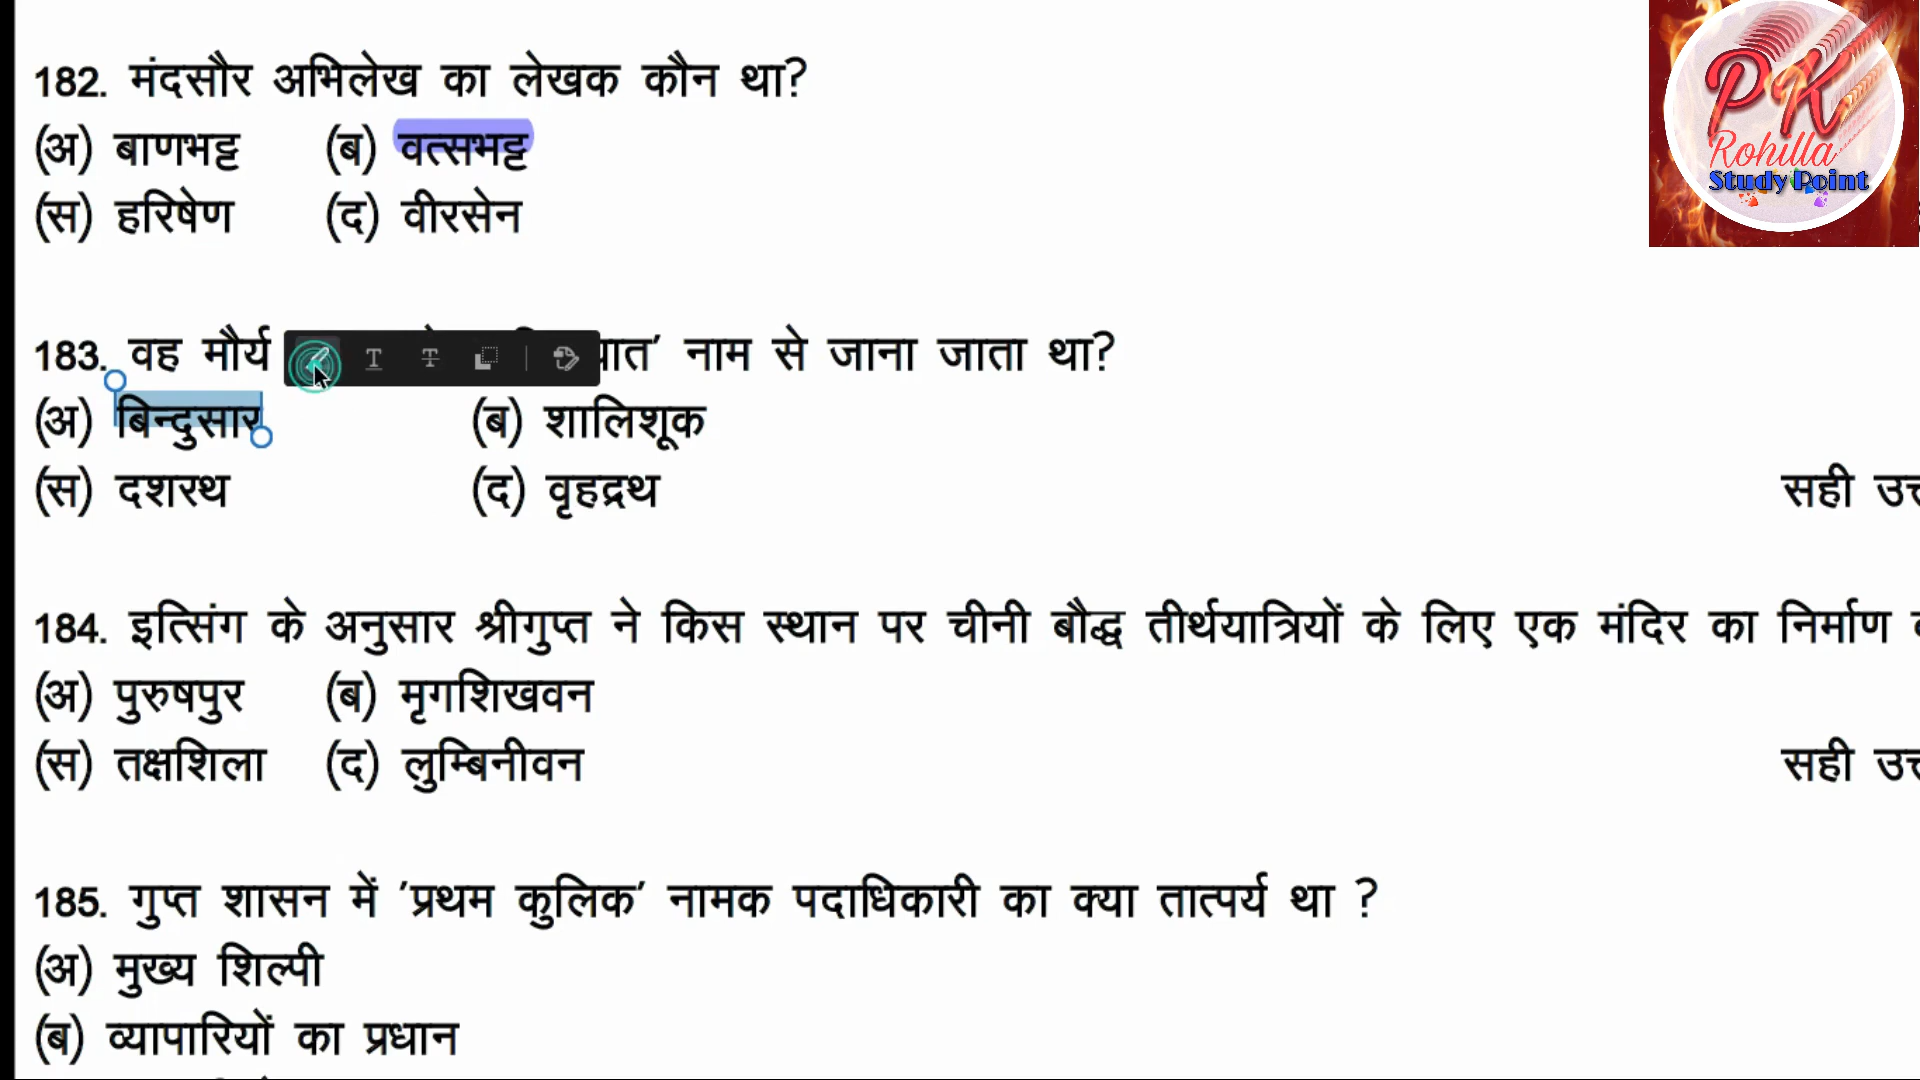 182. मंदसौर अभिलेख का लेखक कौन था?
(अ) बाणभट्ट (ब) वत्सभट्ट
(स) हरिषेण (द) वीरसेन
183. वह मौर्य नाम से जाना जाता था?
(अ) बिन्दुसार (ब) शालिशूक
(स) दशरथ (द) वृहद्रथ
सही
184. इत्सिंग के अनुसार श्रीगुप्त ने किस स्थान पर चीनी बौद्ध तीर्थयात्रियों के लिए एक मंदिर का निर्माण
(अ) पुरुषपुर (ब) मृगशिखवन
(स) तक्षशिला (द) लुम्बिनीवन
सही
185. गुप्त शासन में ’प्रथम कुलिक’ नामक पदाधिकारी का क्या तात्पर्य था ?
(अ) मुख्य शिल्पी
(ब) व्यापारियों का प्रधान
PK
Rohilla
Study Point